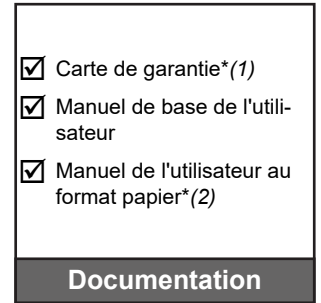 ☑ Carte de garantie*(1)
☑ Manuel de base de l'utili-
sateur
☑ Manuel de l'utilisateur au
format papier*(2)
Documentation